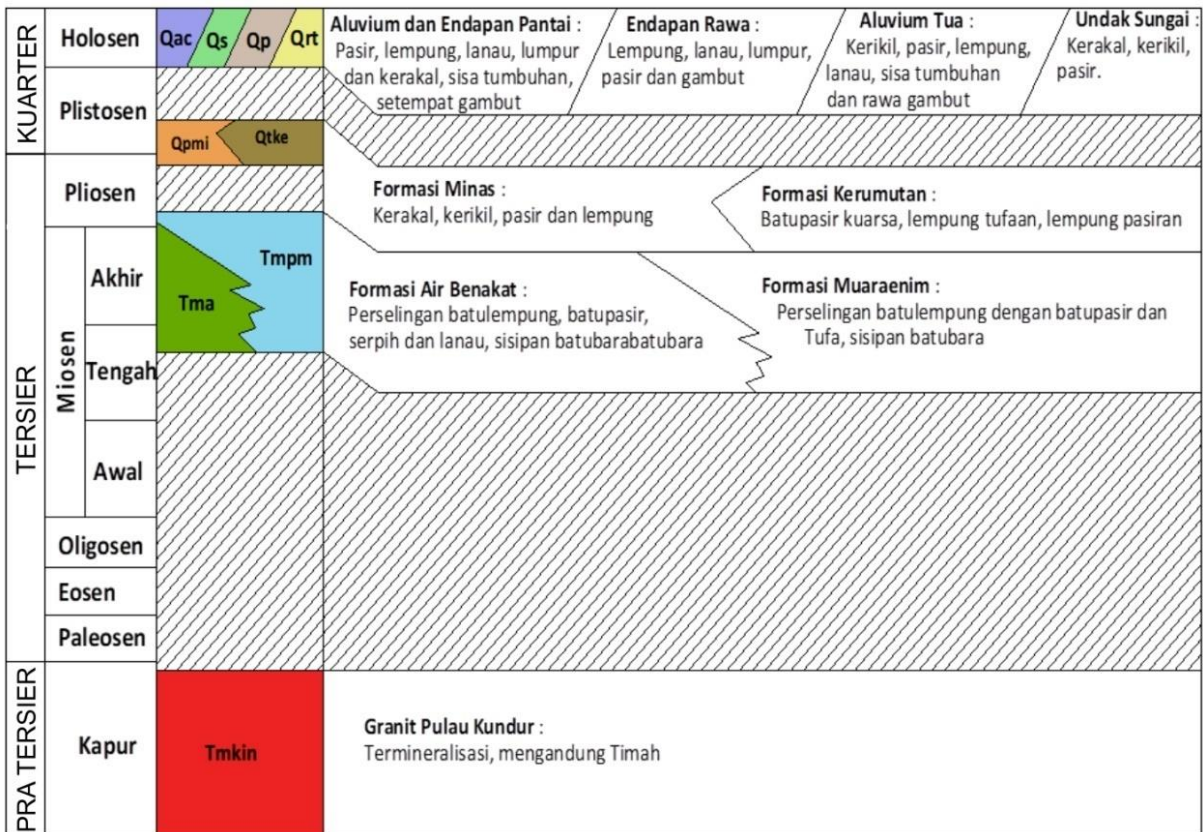 KUARTER
Holosen
Plistosen
Qac
Qs
Qp
Qrt
Qpmi
Qtke
Aluvium dan Endapan Pantai :
Pasir, lempung, lanau, lumpur
dan kerakal, sisa tumbuhan,
setempat gambut
Endapan Rawa :
Lempung, lanau, lumpur,
pasir dan gambut
Aluvium Tua :
Kerikil, pasir, lempung,
lanau, sisa tumbuhan
dan rawa gambut
Undak Sungai :
Kerakal, kerikil,
pasir.
TERSIER
Pliosen
Miosen
Akhir
Tengah
Awal
Oligosen
Eosen
Paleosen
Tma
Tmpm
Formasi Minas :
Kerakal, kerikil, pasir dan lempung
Formasi Kerumutan :
Batupasir kuarsa, lempung tufaan, lempung pasiran
Formasi Air Benakat :
Perselingan batulempung, batupasir,
serpih dan lanau, sisipan batubarabatubara
Formasi Muaraenim :
Perselingan batulempung dengan batupasir dan
Tufa, sisipan batubara
PRA TERSIER
Kapur
Tmkin
Granit Pulau Kundur :
Termineralisasi, mengandung Timah